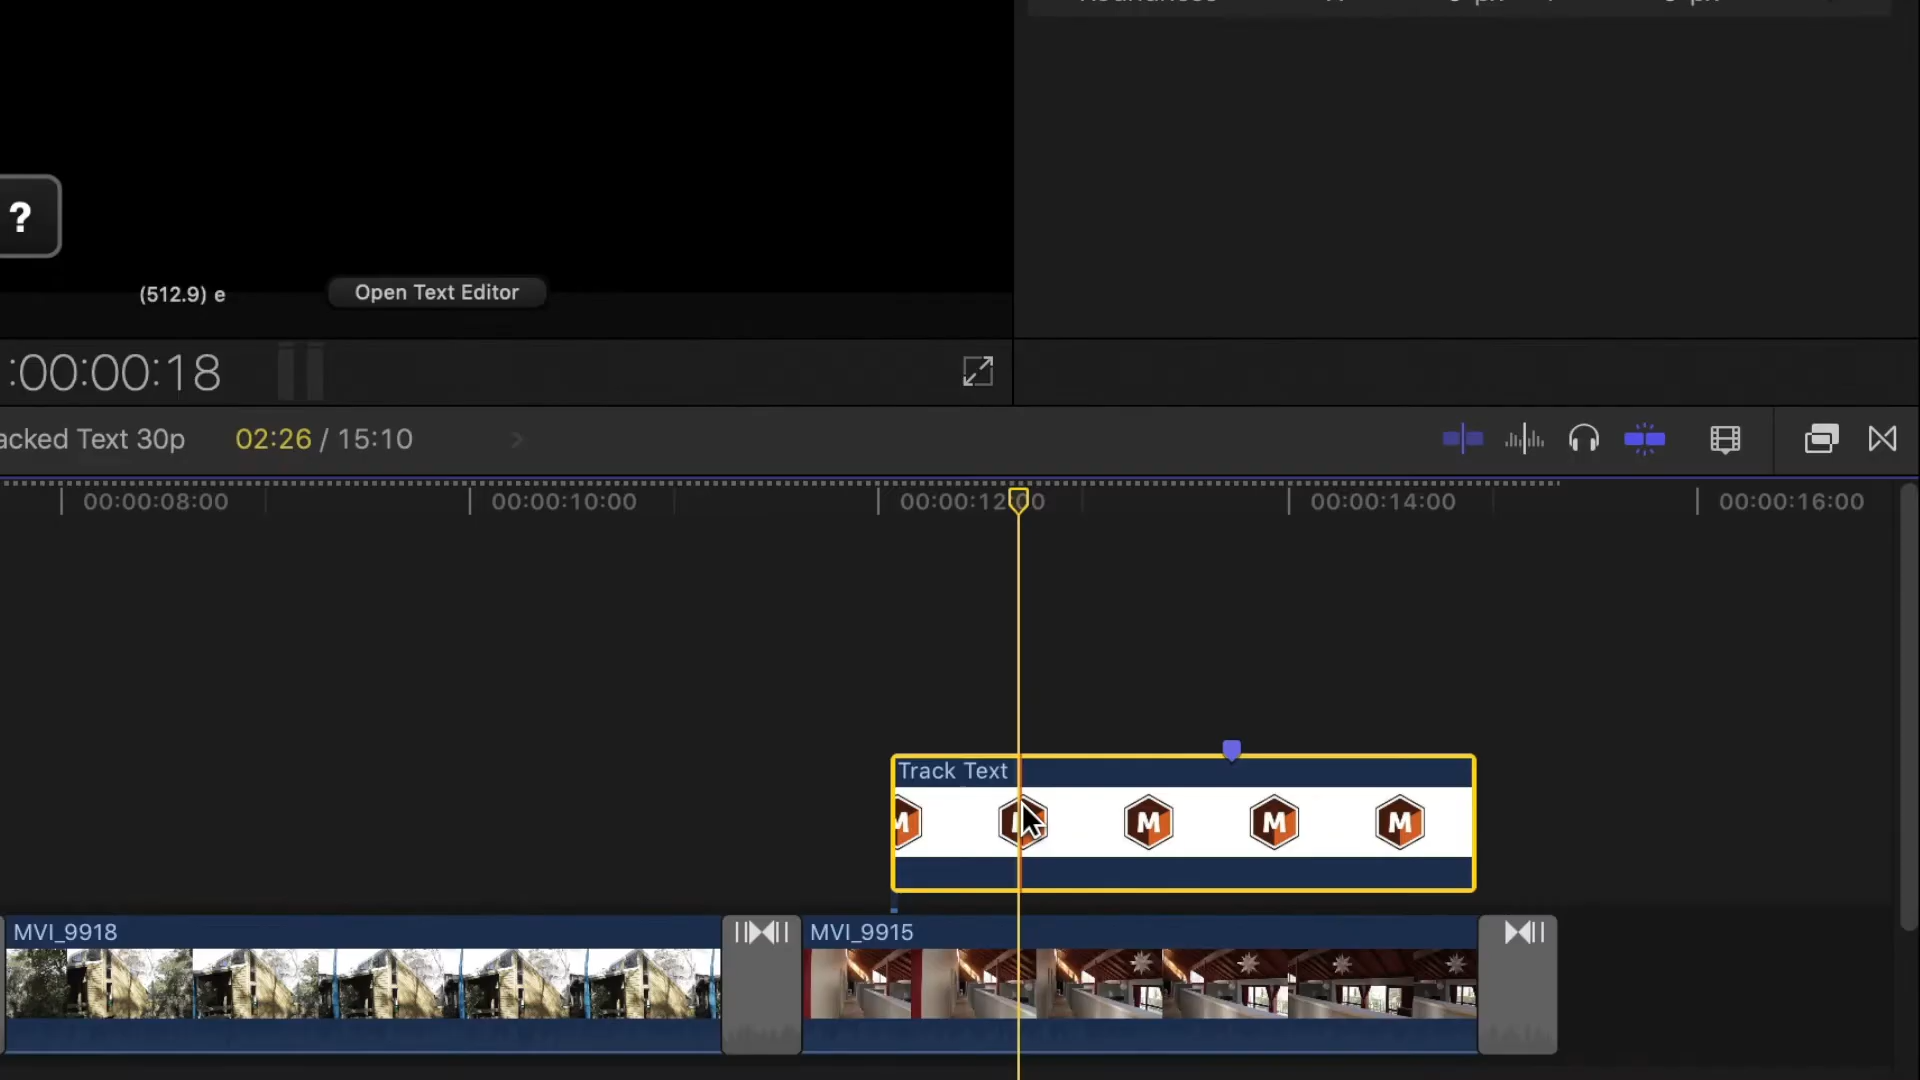 ?
(512.9) e
Open Text Editor
:00:00:18
acked Text 30p
02:26 / 15:10
00:00:08:00
00:00:10:00
00:00:12:00
00:00:14:00
00:00:16:00
Track Text
M
M
M
M
M
MVI_9918
MVI_9915